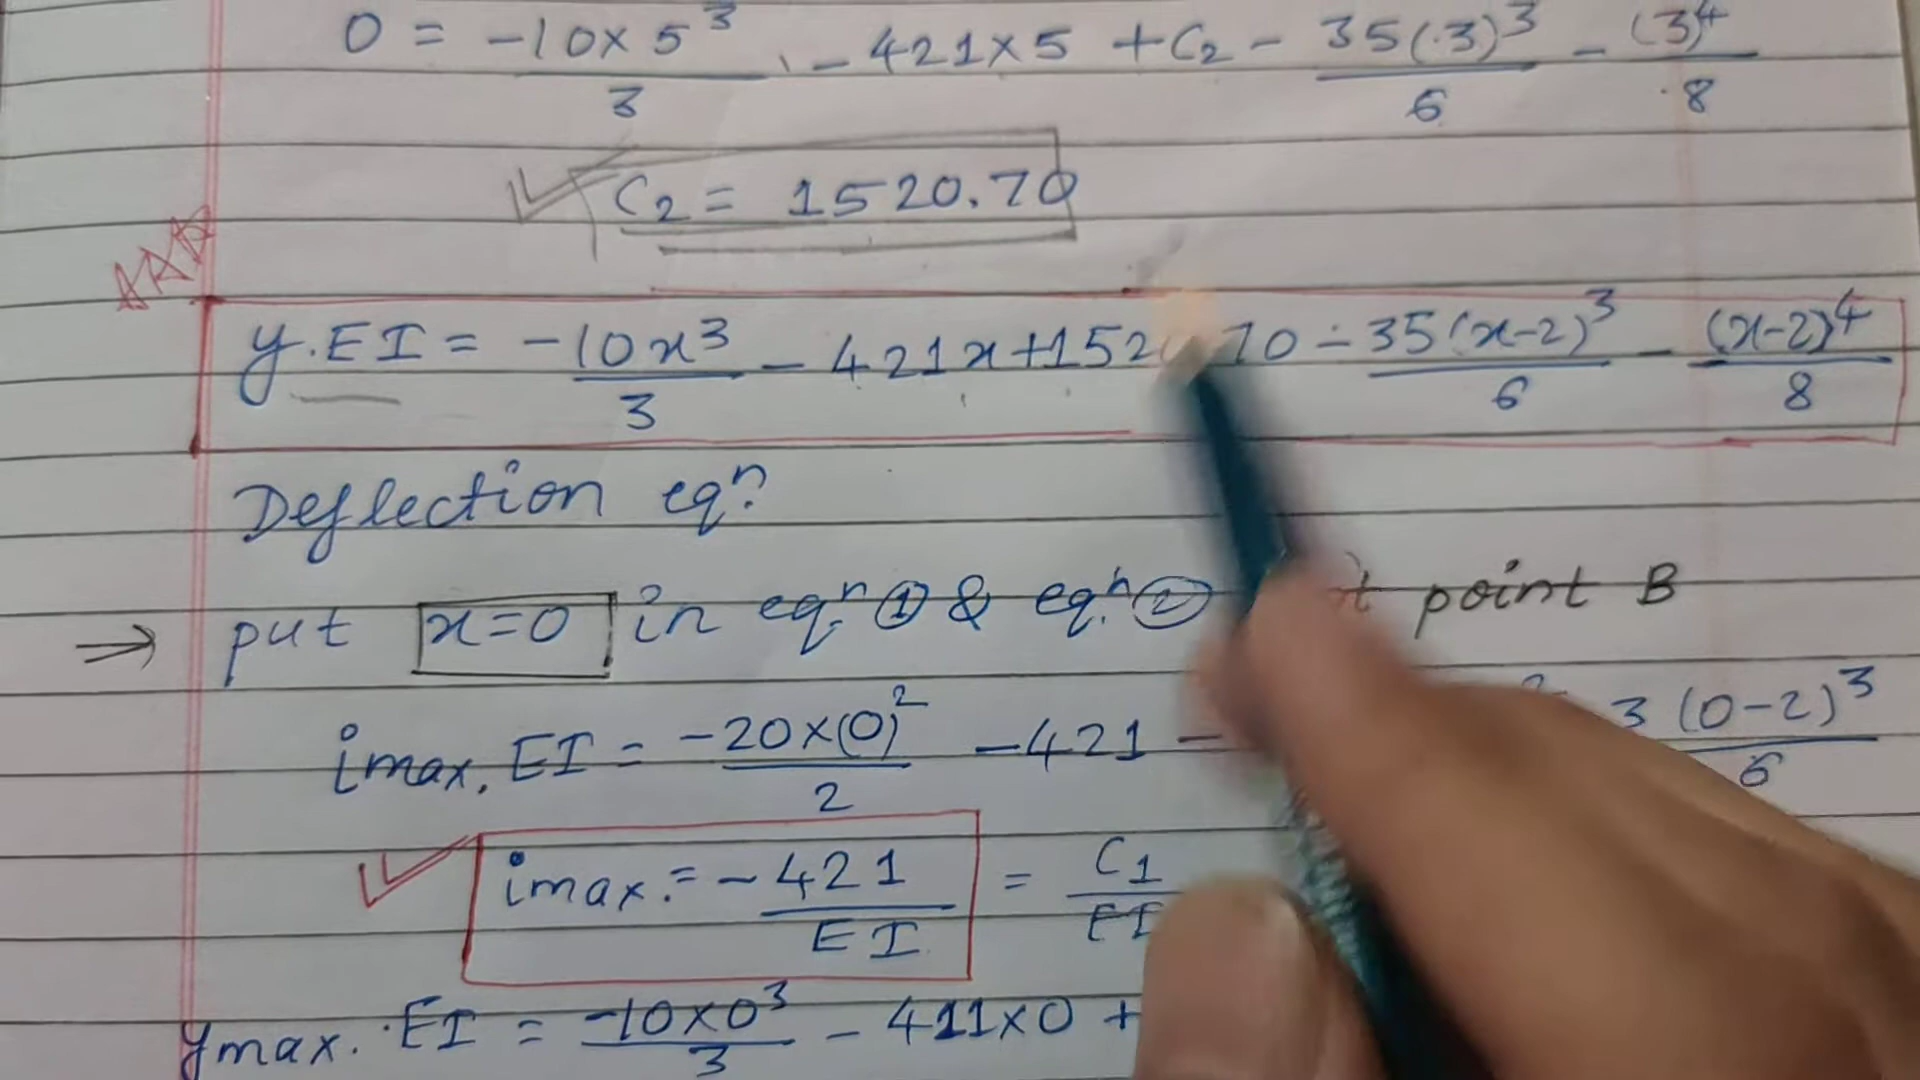 0 = -10×5³/3 - 421×5 + C₂ - 35(3)³/6 - (3)⁴/8
C₂ = 1520.70
y.EI = -10x³/3 - 421x + 152 70 - 35(x-2)³/6 - (x-2)⁴/8
Deflection eqⁿ.
→ put x=0 in eqⁿ ① & eqⁿ ② point B
imax. EI = -20×(0)²/2 - 421 - 3(0-2)³/6
imax. = -421/EI = C1/EI
ymax. EI = -10×0³/3 - 411×0 +